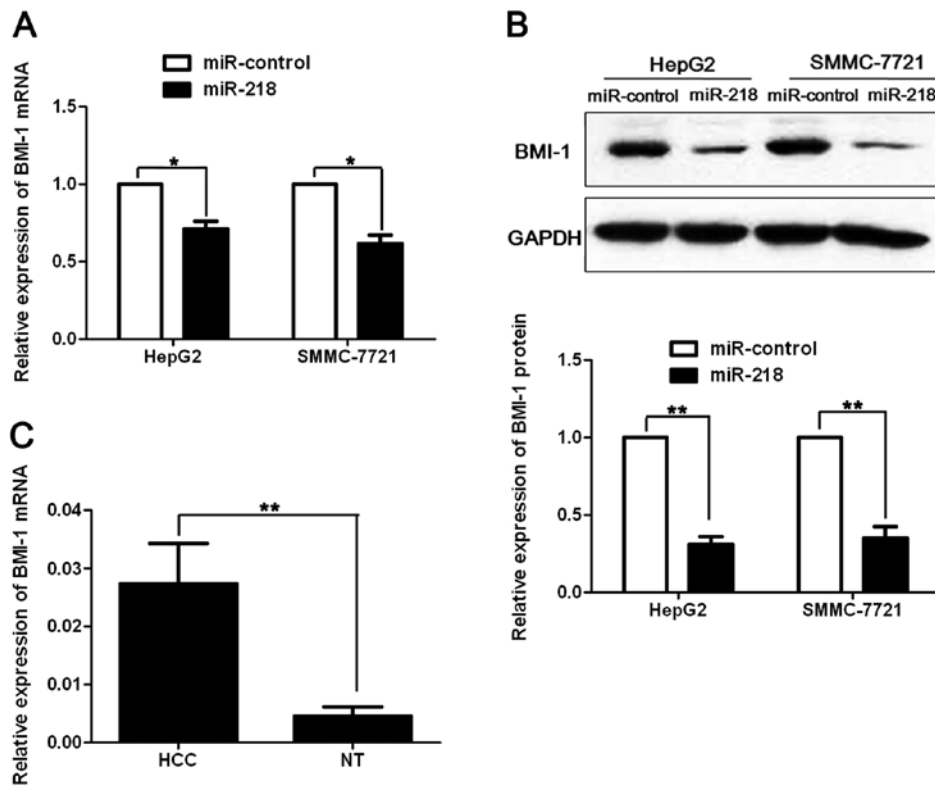 A
miR-control
miR-218
Relative expression of BMI-1 mRNA
1.5
1.0
0.5
0.0
*
*
HepG2
SMMC-7721
B
HepG2
SMMC-7721
miR-control miR-218 miR-control miR-218
BMI-1
GAPDH
miR-control
miR-218
Relative expression of BMI-1 protein
1.5
1.0
0.5
0.0
**
**
HepG2
SMMC-7721
C
Relative expression of BMI-1 mRNA
0.04
0.03
0.02
0.01
0.00
**
HCC
NT